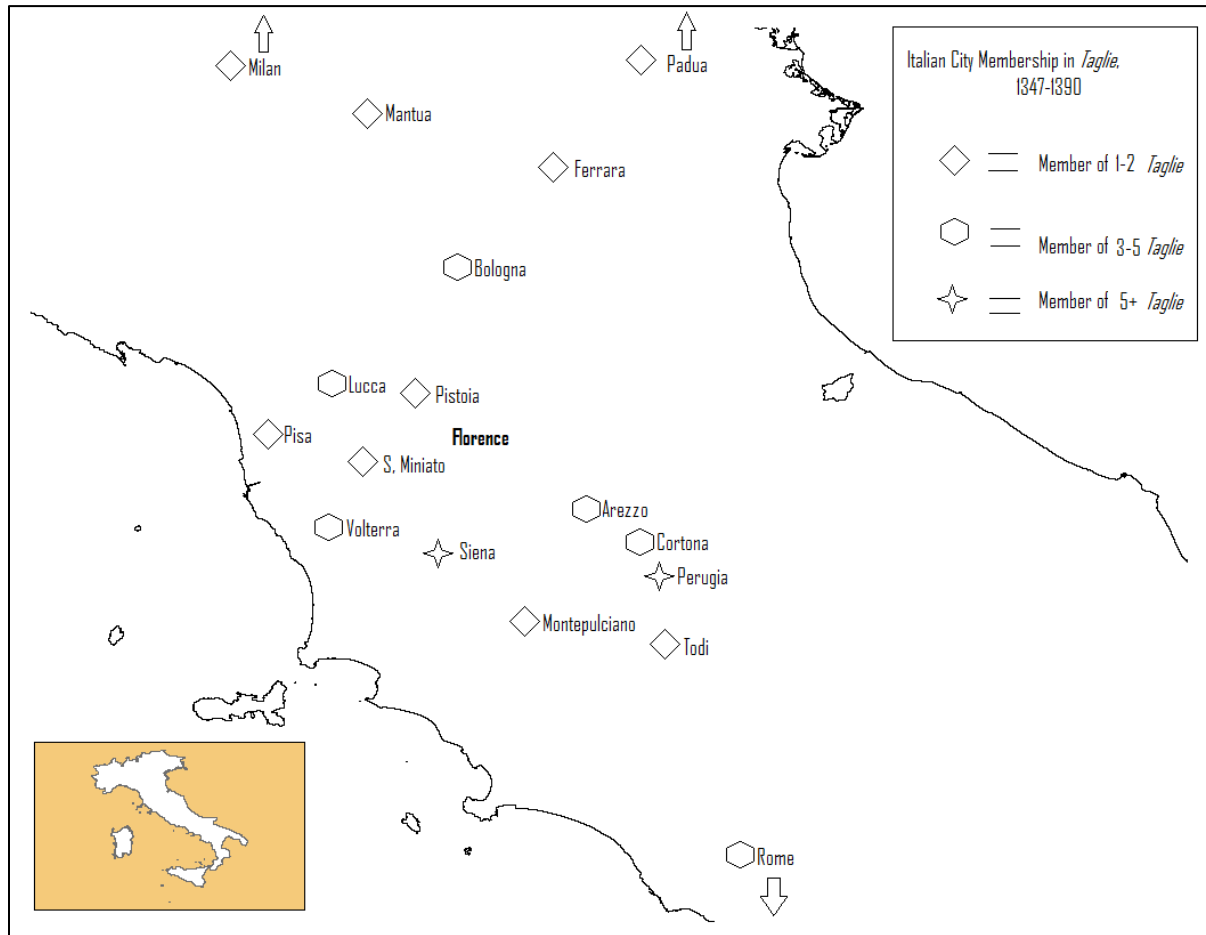 Milan
Padua
Italian City Membership in Taglie,
1347-1390
Mantua
Member of 1-2 Taglie
Ferrara
Member of 3-5 Taglie
Bologna
Member of 5+ Taglie
Lucca
Pistoia
Pisa
Florence
S. Miniato
Arezzo
Volterra
Cortona
Siena
Perugia
Montepulciano
Todi
Rome